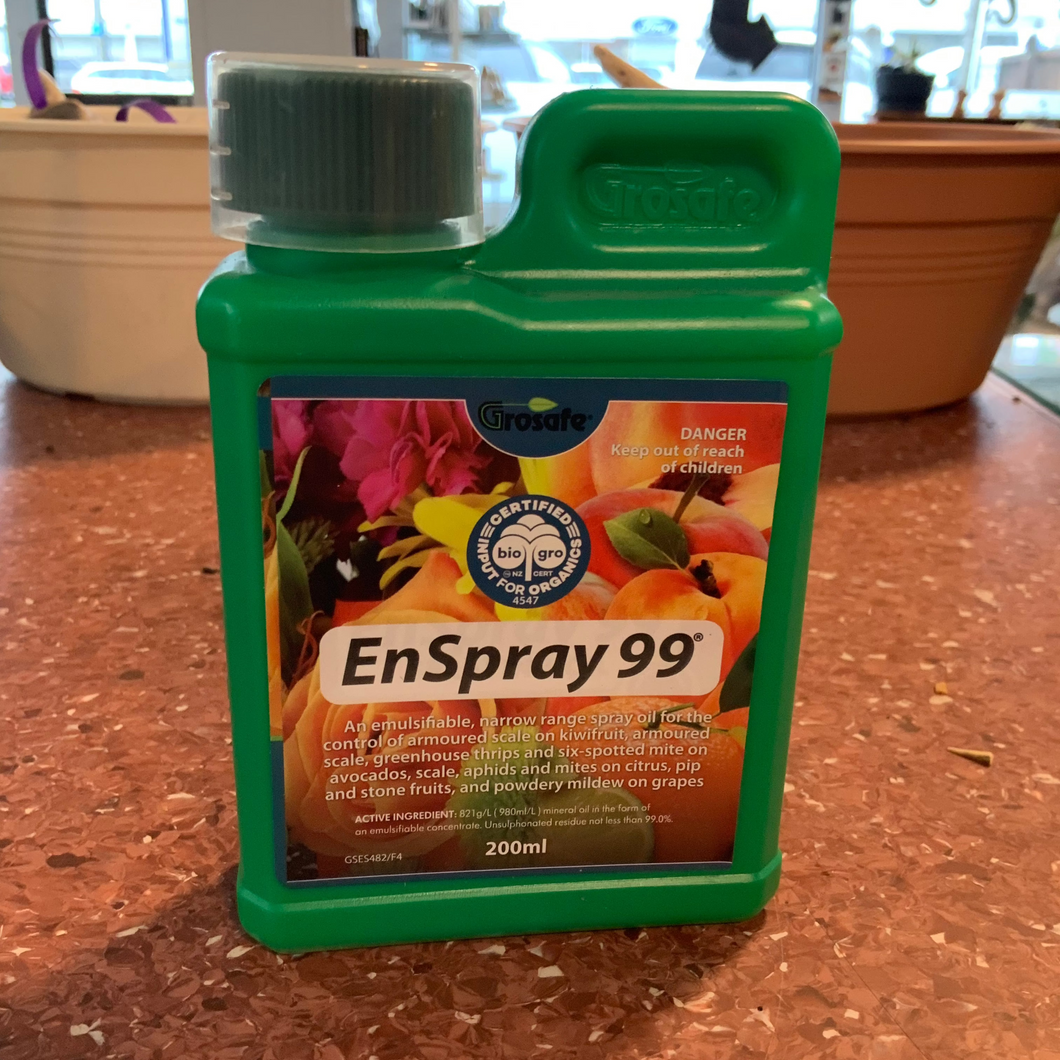 Ford
Grosafe
Grosafe®
DANGER
Keep out of reach
of children
CERTIFIED
bio gro
NZ CERT
INPUT FOR ORGANICS
4547
EnSpray 99®
An emulsifiable, narrow range spray oil for the
control of armoured scale on kiwifruit, armoured
scale, greenhouse thrips and six-spotted mite on
avocados, scale, aphids and mites on citrus, pip
and stone fruits, and powdery mildew on grapes
ACTIVE INGREDIENT: 821g/L ( 980ml/L ) mineral oil in the form of
an emulsifiable concentrate. Unsulphonated residue not less than 99.0%.
GSES482/F4
200ml